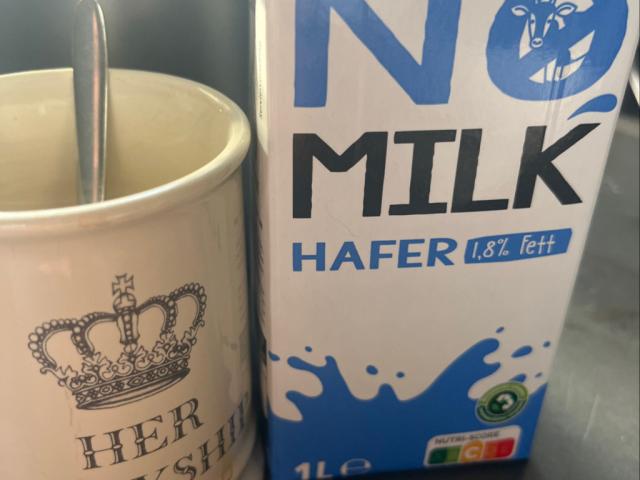 NO
MILK
HAFER 1,8% Fett
NUTRI-SCORE
C
1L ℮
HER